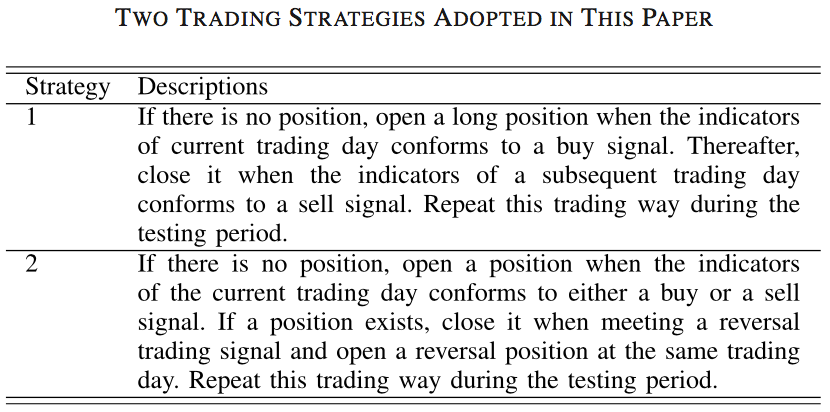 TWO TRADING STRATEGIES ADOPTED IN THIS PAPER
Strategy Descriptions
1 If there is no position, open a long position when the indicators
of current trading day conforms to a buy signal. Thereafter,
close it when the indicators of a subsequent trading day
conforms to a sell signal. Repeat this trading way during the
testing period.
2 If there is no position, open a position when the indicators
of the current trading day conforms to either a buy or a sell
signal. If a position exists, close it when meeting a reversal
trading signal and open a reversal position at the same trading
day. Repeat this trading way during the testing period.